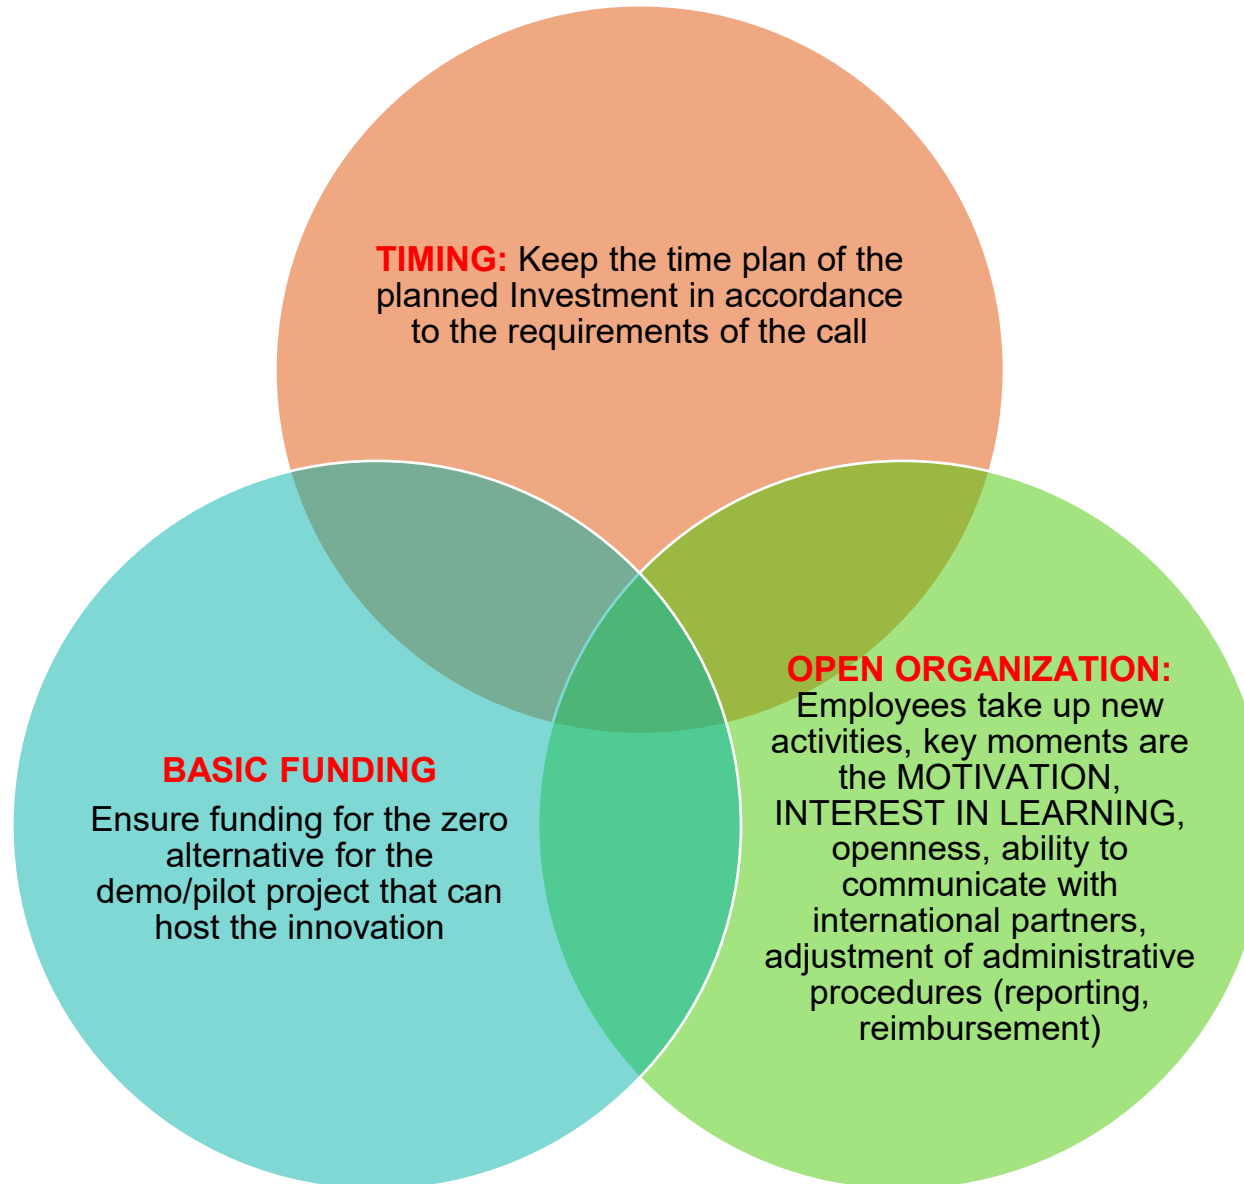 TIMING: Keep the time plan of the
planned Investment in accordance
to the requirements of the call
BASIC FUNDING
Ensure funding for the zero
alternative for the
demo/pilot project that can
host the innovation
OPEN ORGANIZATION:
Employees take up new
activities, key moments are
the MOTIVATION,
INTEREST IN LEARNING,
openness, ability to
communicate with
international partners,
adjustment of administrative
procedures (reporting,
reimbursement)